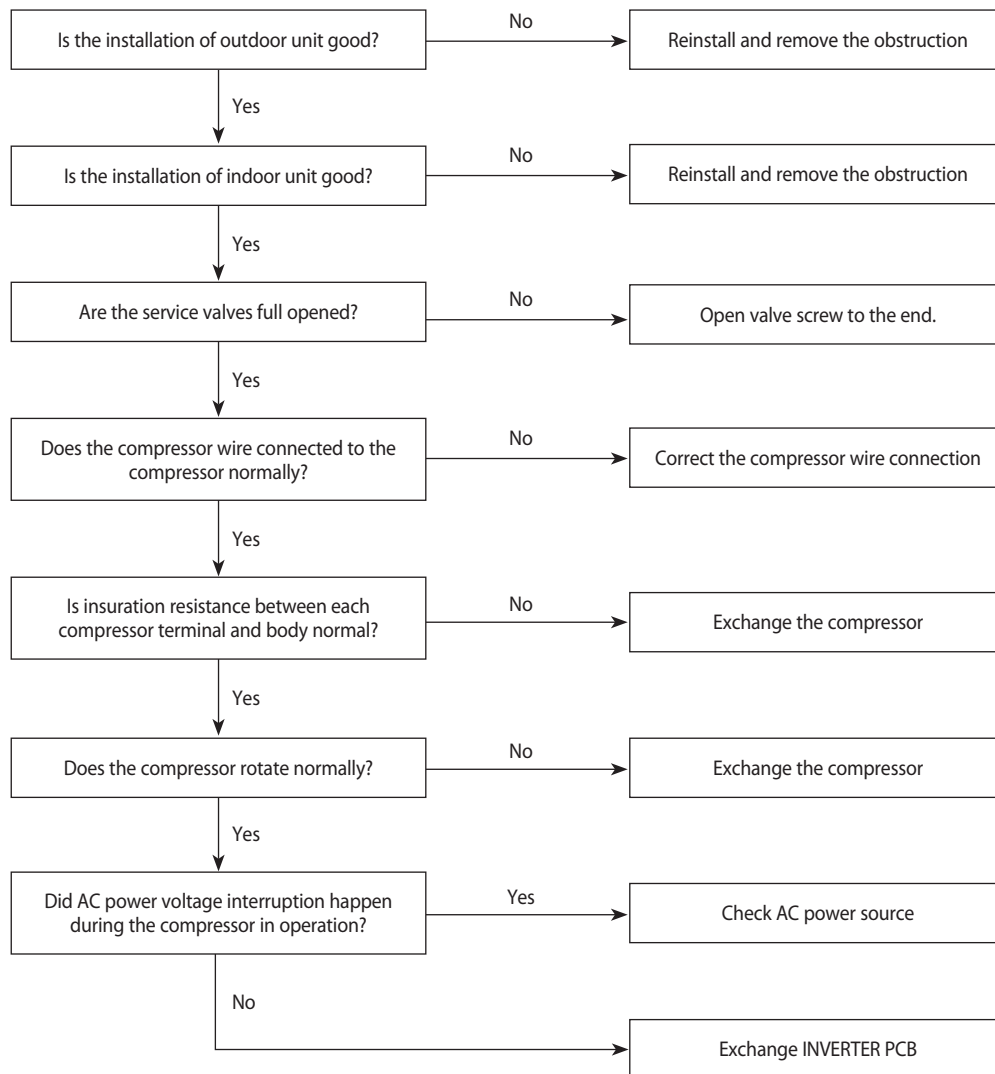 Is the installation of outdoor unit good?
No
Reinstall and remove the obstruction
Yes
Is the installation of indoor unit good?
No
Reinstall and remove the obstruction
Yes
Are the service valves full opened?
No
Open valve screw to the end.
Yes
Does the compressor wire connected to the
compressor normally?
No
Correct the compressor wire connection
Yes
Is insuration resistance between each
compressor terminal and body normal?
No
Exchange the compressor
Yes
Does the compressor rotate normally?
No
Exchange the compressor
Yes
Did AC power voltage interruption happen
during the compressor in operation?
Yes
Check AC power source
No
Exchange INVERTER PCB